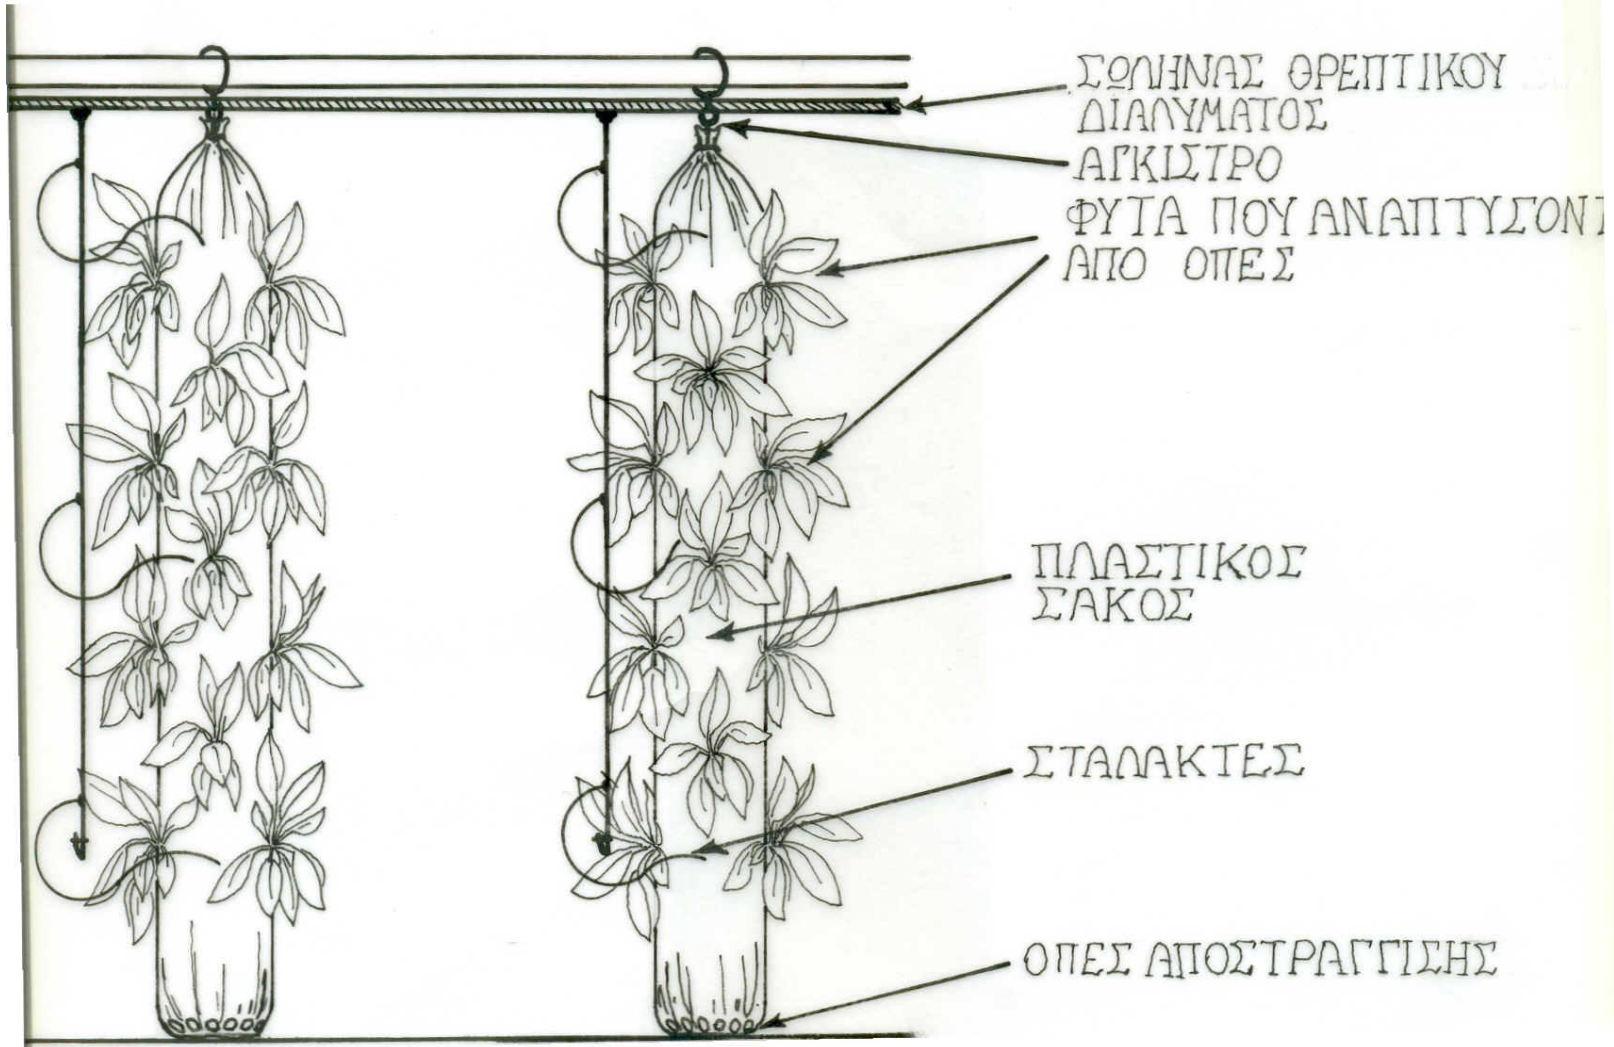 ΣΩΛΗΝΑΣ ΘΡΕΠΤΙΚΟΥ
ΔΙΑΛΥΜΑΤΟΣ
ΑΓΚΙΣΤΡΟ
ΦΥΤΑ ΠΟΥ ΑΝΑΠΤΥΣΟΝΤ
ΑΠΟ ΟΠΕΣ
ΠΛΑΣΤΙΚΟΣ
ΣΑΚΟΣ
ΣΤΑΛΑΚΤΕΣ
ΟΠΕΣ ΑΠΟΣΤΡΑΓΓΙΣΗΣ